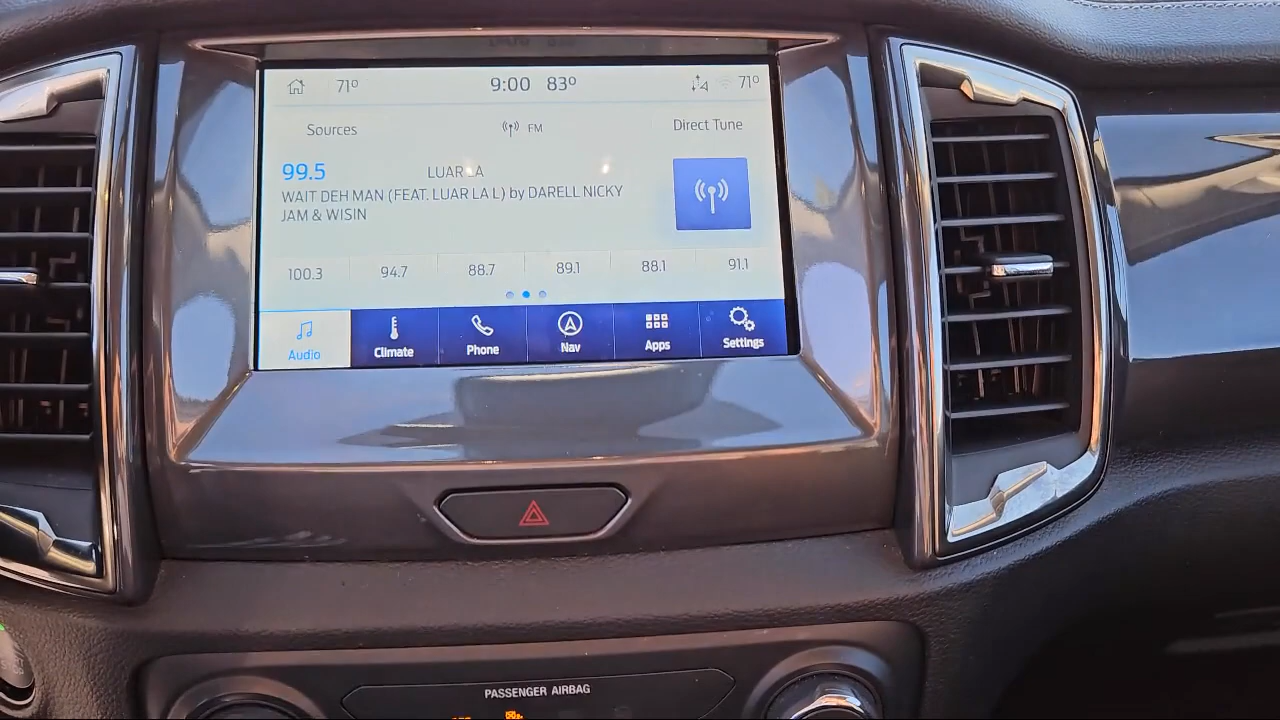 71° 9:00 83° 71°
Sources FM Direct Tune
99.5 LUAR LA
WAIT DEH MAN (FEAT. LUAR LA L) by DARELL NICKY
JAM & WISIN
100.3 94.7 88.7 89.1 88.1 91.1
Audio Climate Phone Nav Apps Settings
PASSENGER AIRBAG